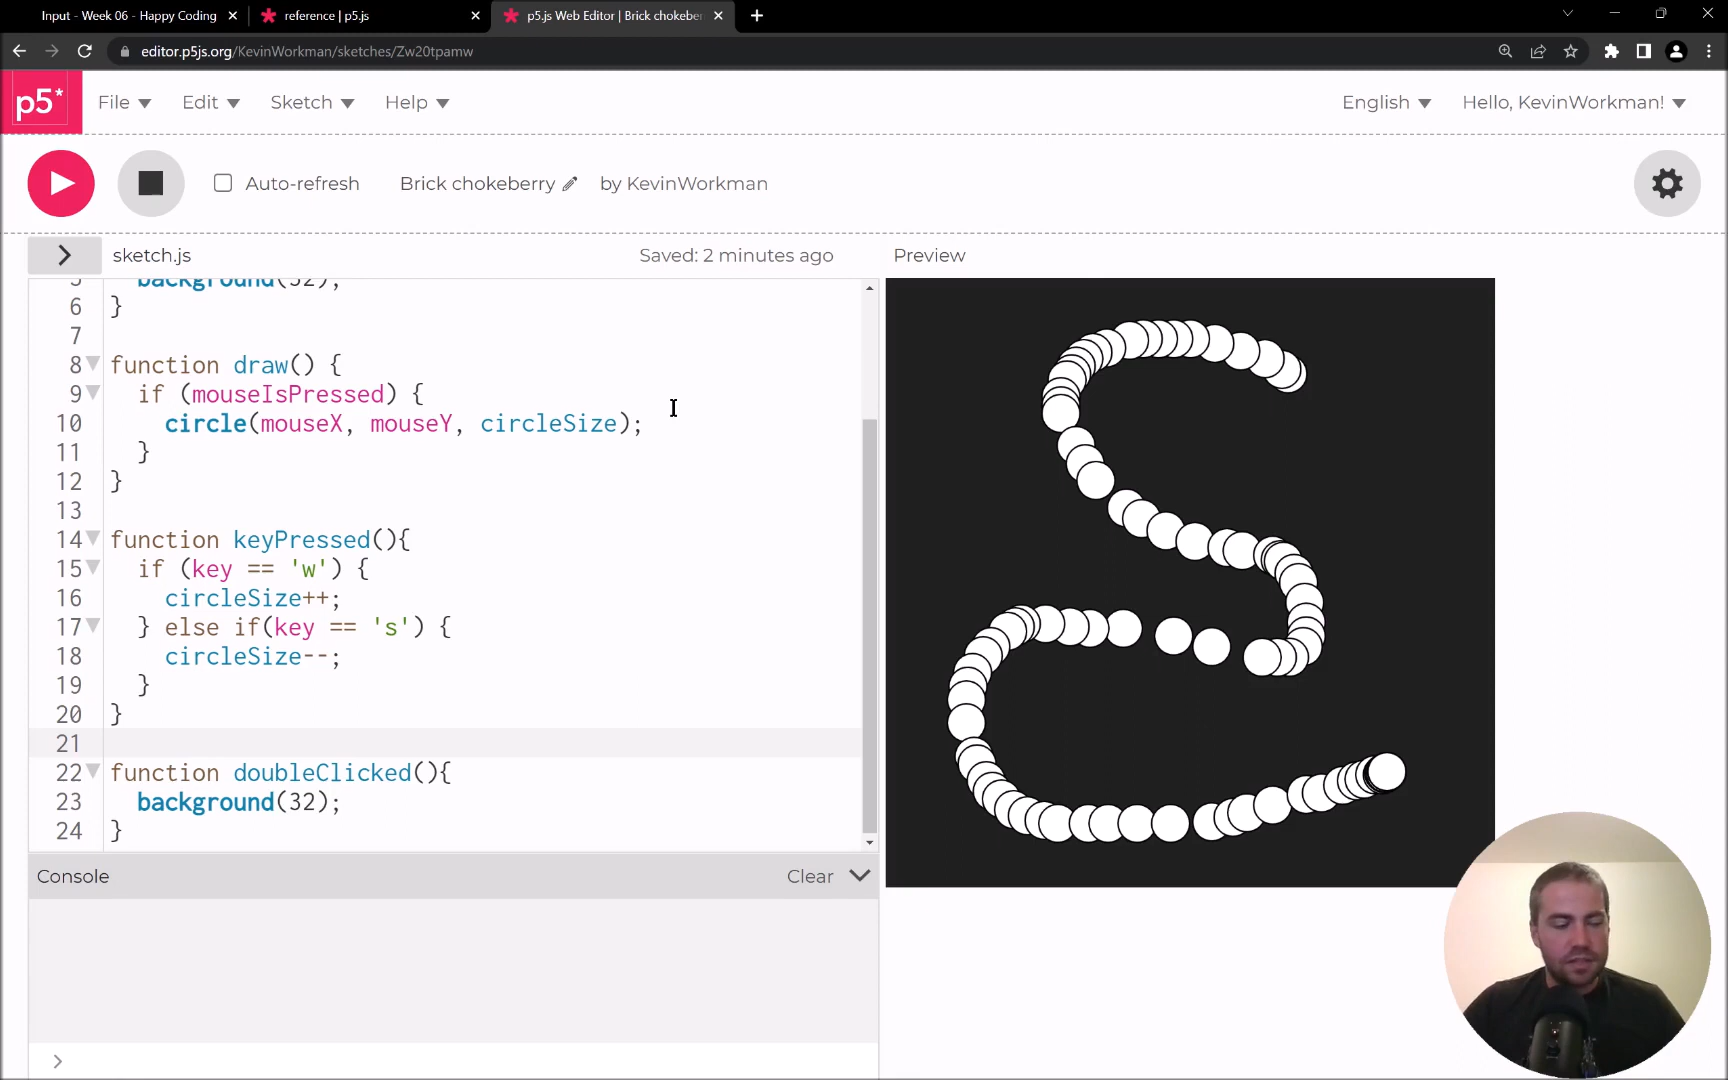 Input - Week 06 - Happy Coding
reference | p5.js
p5.js Web Editor | Brick chokeber
editor.p5js.org/KevinWorkman/sketches/Zw20tpamw
p5*
File
Edit
Sketch
Help
English
Hello, KevinWorkman!
Auto-refresh
Brick chokeberry
by KevinWorkman
sketch.js
Saved: 2 minutes ago
Preview
5 background(32);
6 }
7
8 function draw() {
9 if (mouseIsPressed) {
10 circle(mouseX, mouseY, circleSize);
11 }
12 }
13
14 function keyPressed(){
15 if (key == 'w') {
16 circleSize++;
17 } else if(key == 's') {
18 circleSize--;
19 }
20 }
21
22 function doubleClicked(){
23 background(32);
24 }
Console
Clear
>